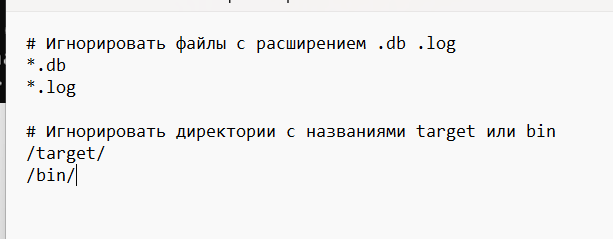 # Игнорировать файлы с расширением .db .log
*.db
*.log
# Игнорировать директории с названиями target или bin
/target/
/bin/